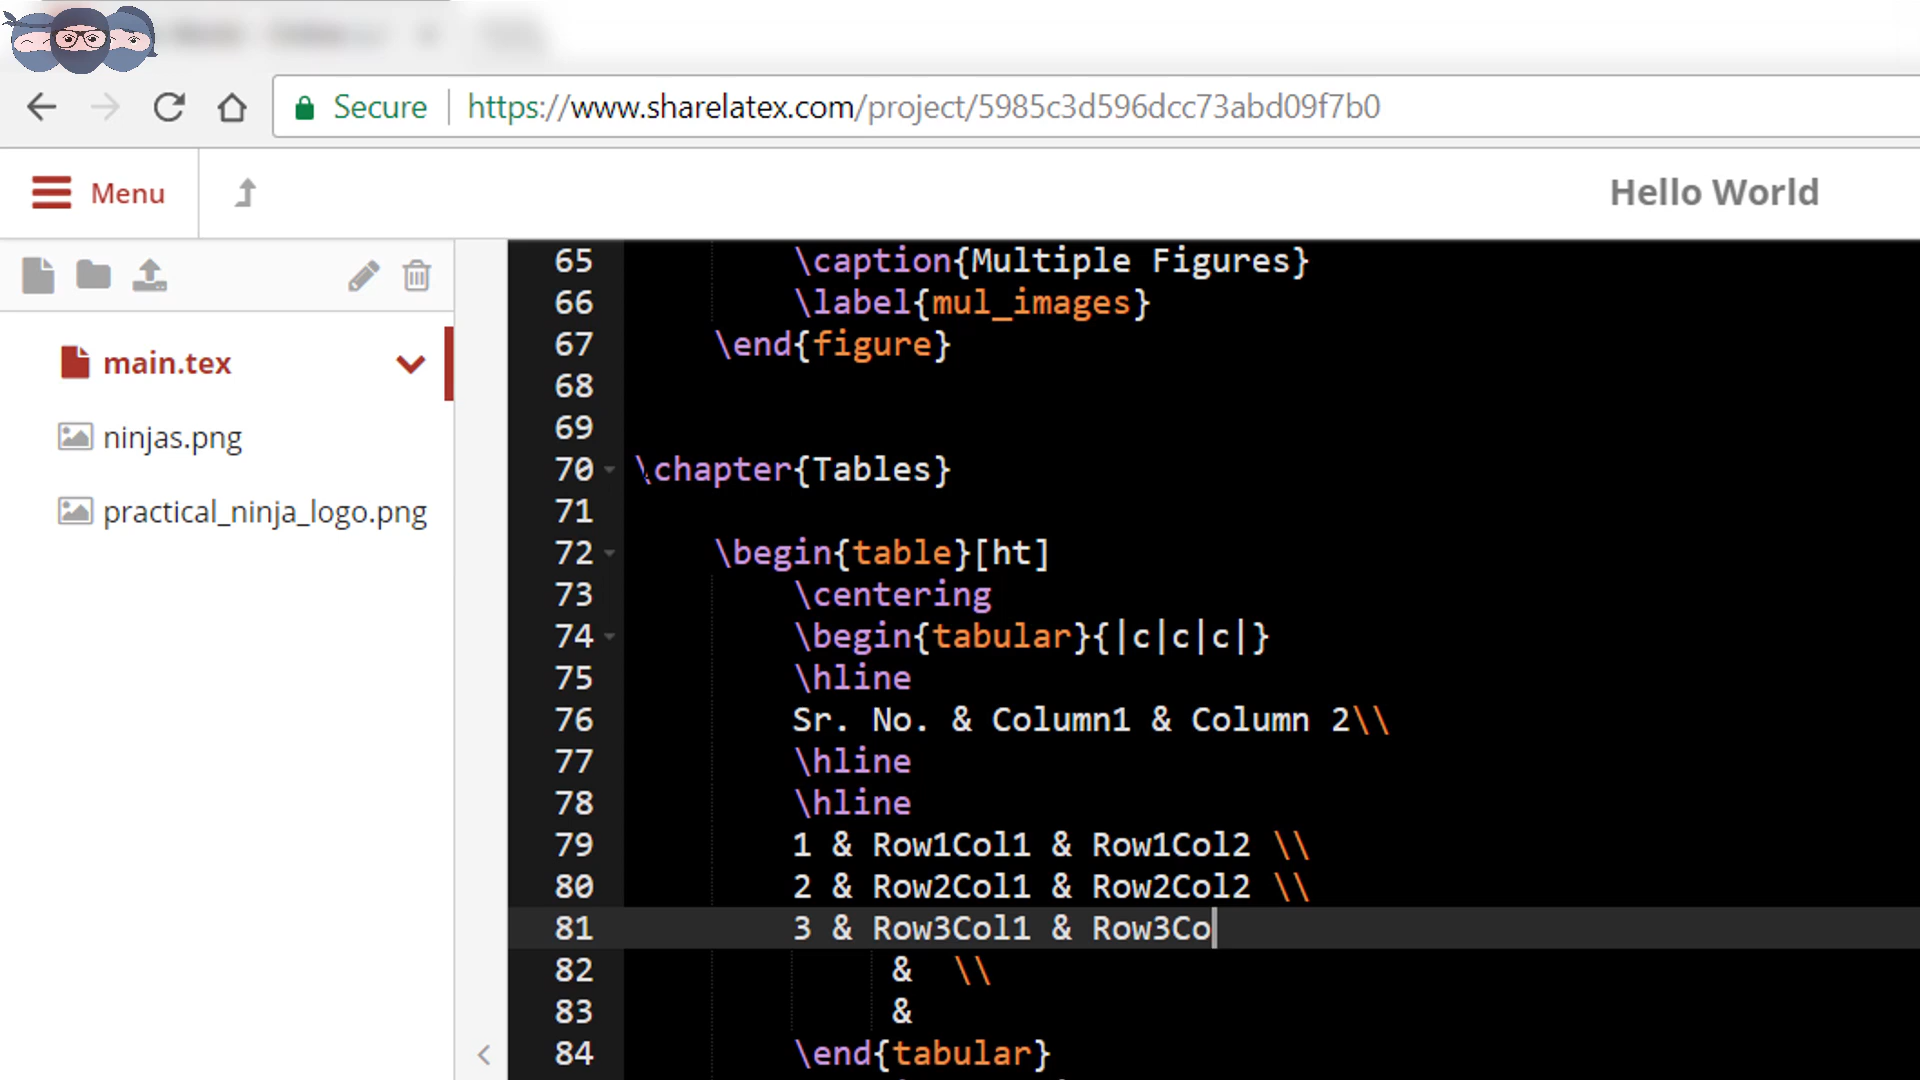 Secure | https://www.sharelatex.com/project/5985c3d596dcc73abd09f7b0
Menu
Hello World
main.tex
ninjas.png
practical_ninja_logo.png
65 \caption{Multiple Figures}
66 \label{mul_images}
67 \end{figure}
68
69
70 \chapter{Tables}
71
72 \begin{table}[ht]
73 \centering
74 \begin{tabular}{|c|c|c|}
75 \hline
76 Sr. No. & Column1 & Column 2\\
77 \hline
78 \hline
79 1 & Row1Col1 & Row1Col2 \\
80 2 & Row2Col1 & Row2Col2 \\
81 3 & Row3Col1 & Row3Co
82 & \\
83 &
84 \end{tabular}